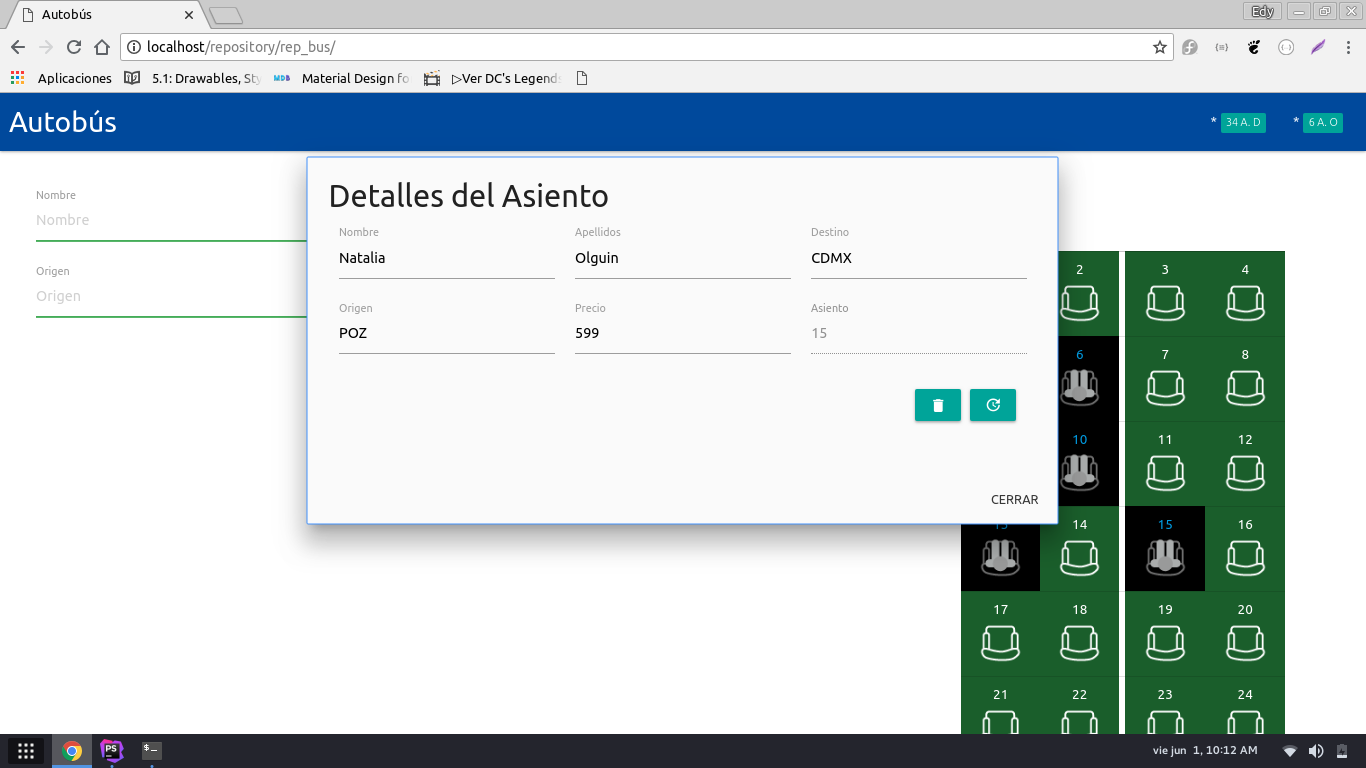 Autobús
Edy
localhost/repository/rep_bus/
Aplicaciones 5.1: Drawables, Sty MDB Material Design fo ▷Ver DC's Legends
Autobús * 34 A. D * 6 A. O
Detalles del Asiento
Nombre
Nombre
Origen
Origen
Nombre Apellidos Destino
Natalia Olguin CDMX
Origen Precio Asiento
POZ 599 15
CERRAR
2 3 4
6 7 8
10 11 12
13 14 15 16
17 18 19 20
21 22 23 24
PS $_ vie jun 1, 10:12 AM